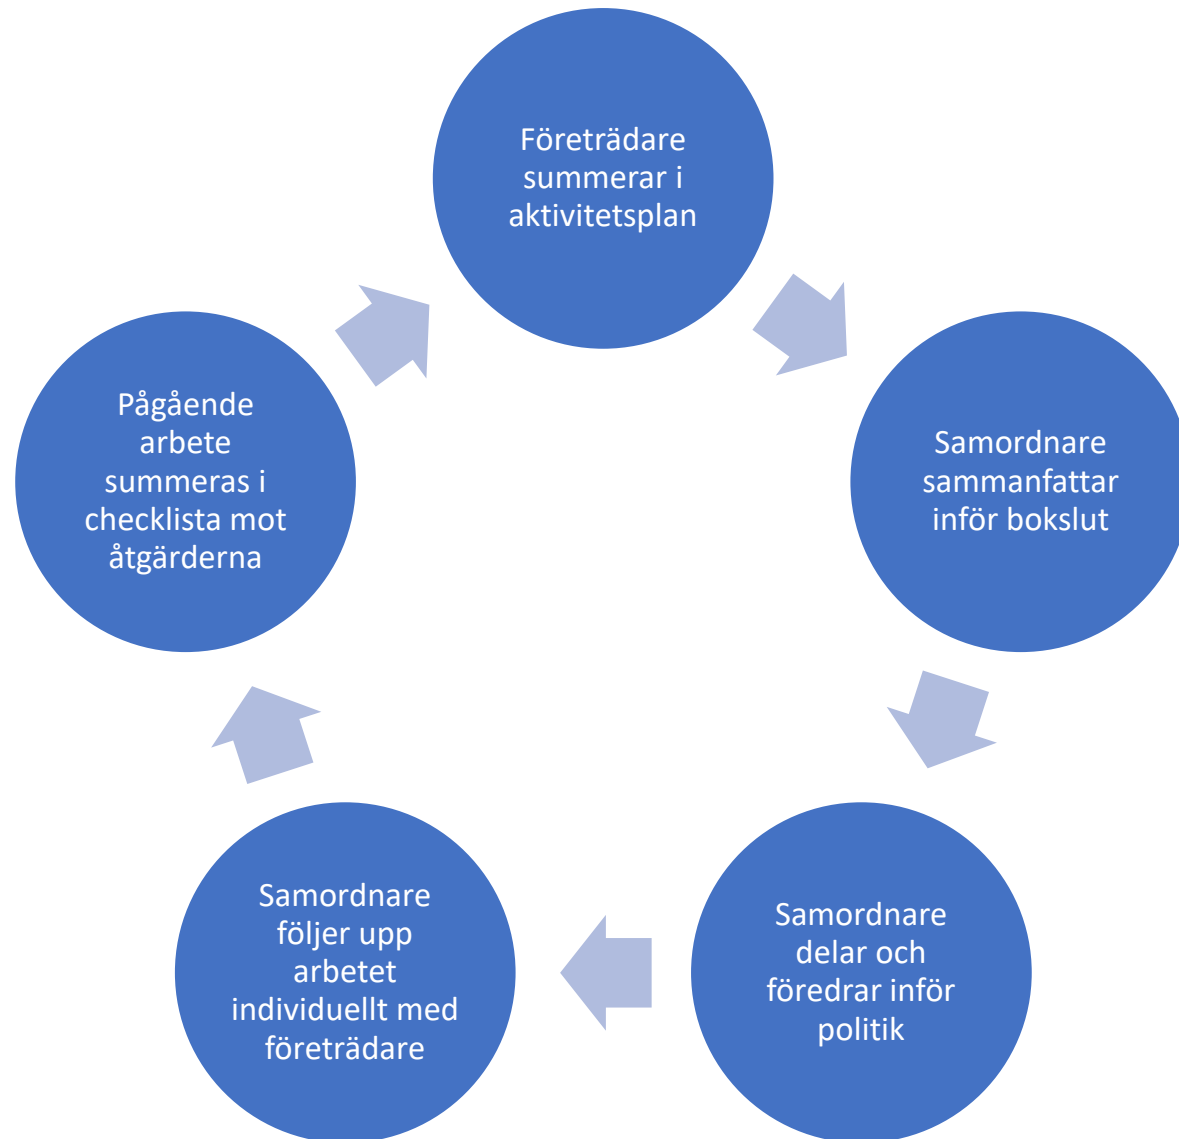 Företrädare
summerar i
aktivitetsplan
Samordnare
sammanfattar
inför bokslut
Samordnare
delar och
föredrar inför
politik
Samordnare
följer upp
arbetet
individuellt med
företrädare
Pågående
arbete
summeras i
checklista mot
åtgärderna